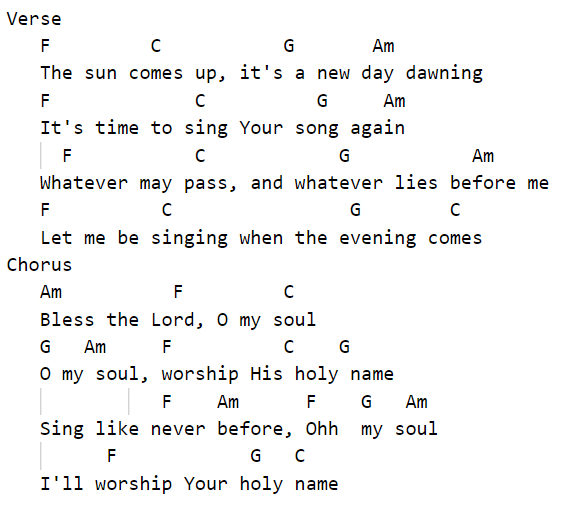 Verse
   F         C           G       Am
   The sun comes up, it's a new day dawning
   F             C          G     Am
   It's time to sing Your song again
     F           C            G           Am
   Whatever may pass, and whatever lies before me
   F          C                G        C
   Let me be singing when the evening comes
Chorus
   Am          F         C
   Bless the Lord, O my soul
   G   Am     F          C    G
   O my soul, worship His holy name
              F    Am      F    G   Am
   Sing like never before, Ohh  my soul
         F            G   C
   I'll worship Your holy name